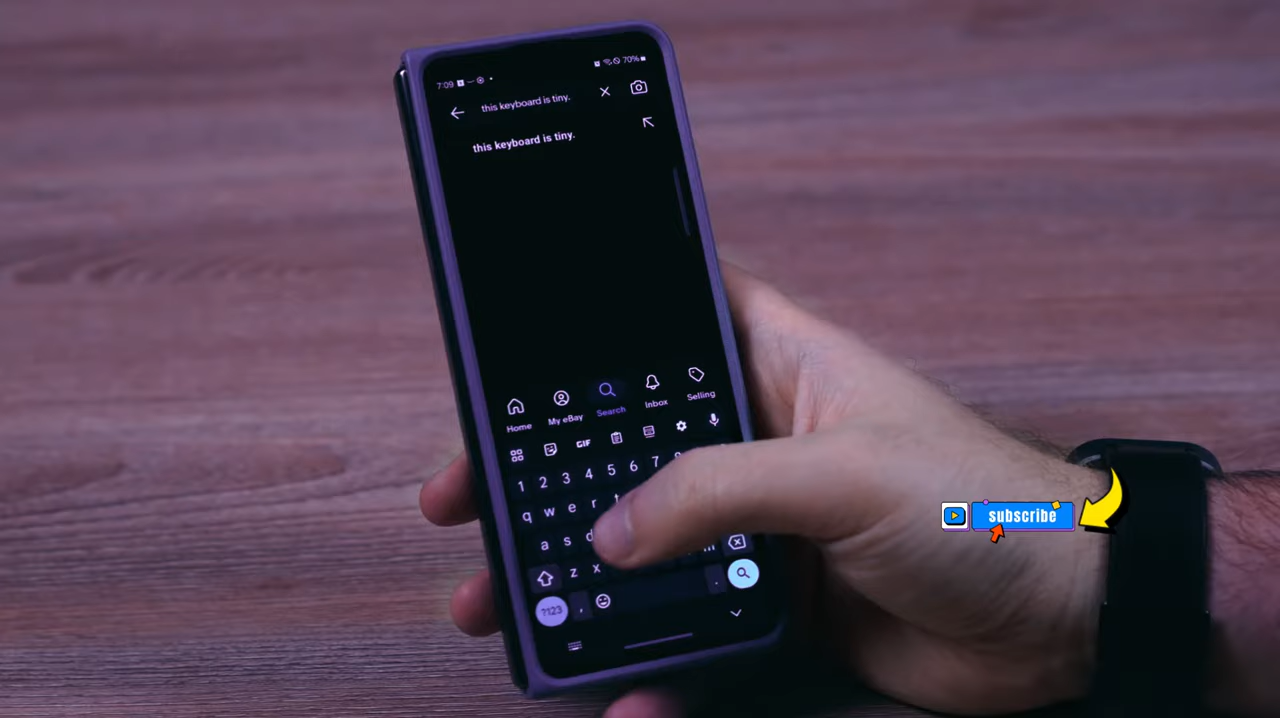 7:09
70%
this keyboard is tiny.
this keyboard is tiny.
Home My eBay Search Inbox Selling
GIF
1 2 3 4 5 6 7
q w e r t
a s d
z x m
?123 , .
subscribe